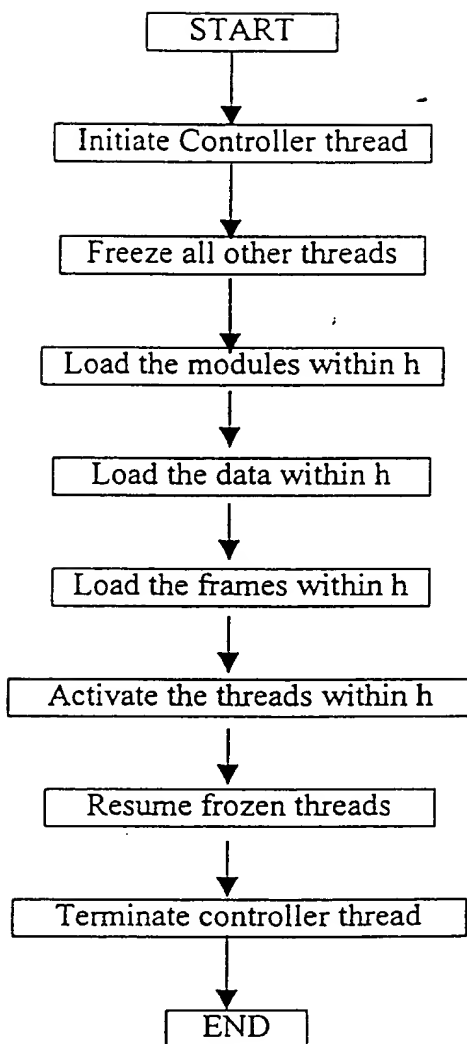 START
Initiate Controller thread
Freeze all other threads
Load the modules within h
Load the data within h
Load the frames within h
Activate the threads within h
Resume frozen threads
Terminate controller thread
END